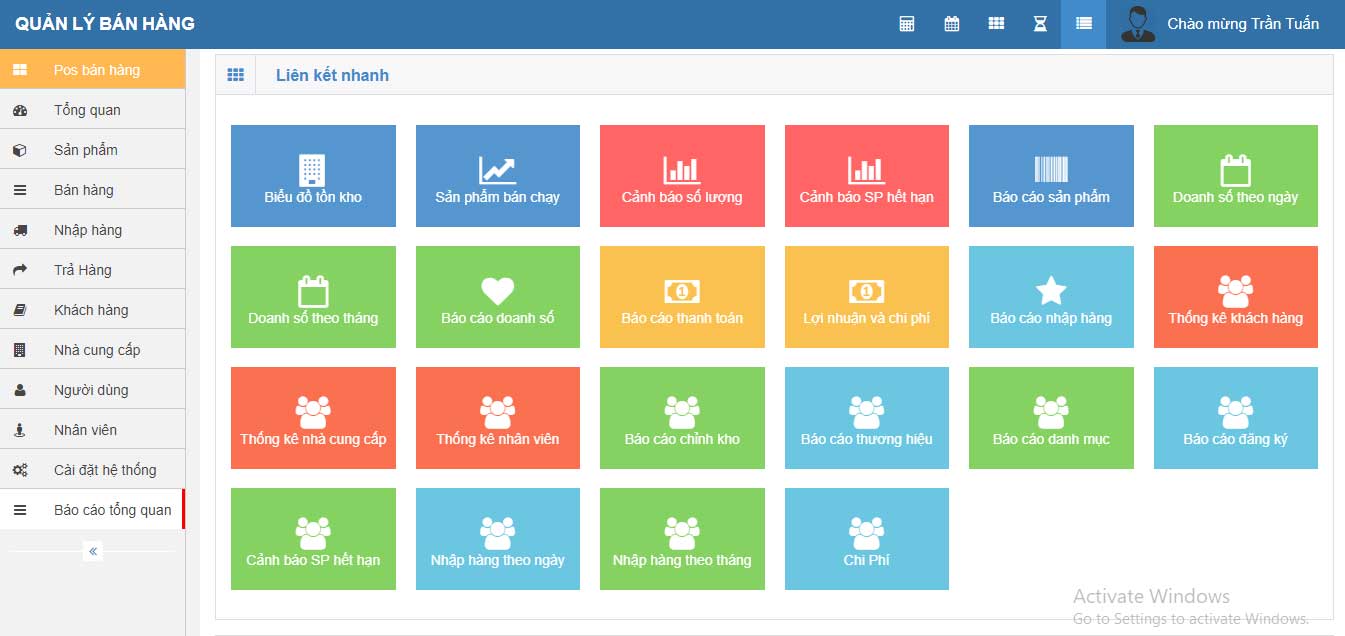 QUẢN LÝ BÁN HÀNG
Chào mừng Trần Tuấn
Pos bán hàng
Tổng quan
Sản phẩm
Bán hàng
Nhập hàng
Trả Hàng
Khách hàng
Nhà cung cấp
Người dùng
Nhân viên
Cài đặt hệ thống
Báo cáo tổng quan
«
Liên kết nhanh
Biểu đồ tồn kho
Sản phẩm bán chạy
Cảnh báo số lượng
Cảnh báo SP hết hạn
Báo cáo sản phẩm
Doanh số theo ngày
Doanh số theo tháng
Báo cáo doanh số
Báo cáo thanh toán
Lợi nhuận và chi phí
Báo cáo nhập hàng
Thống kê khách hàng
Thống kê nhà cung cấp
Thống kê nhân viên
Báo cáo chỉnh kho
Báo cáo thương hiệu
Báo cáo danh mục
Báo cáo đăng ký
Cảnh báo SP hết hạn
Nhập hàng theo ngày
Nhập hàng theo tháng
Chi Phí
Activate Windows
Go to Settings to activate Windows.